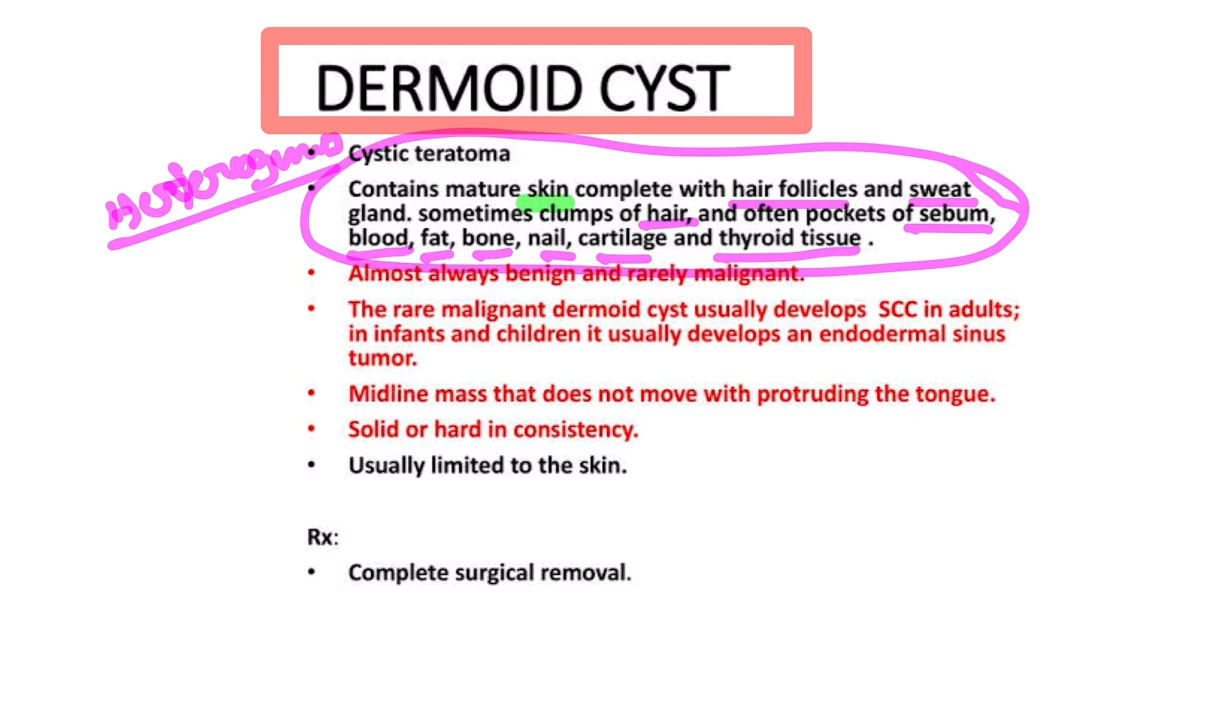 DERMOID CYST
• Cystic teratoma
• Contains mature skin complete with hair follicles and sweat
gland. sometimes clumps of hair, and often pockets of sebum,
blood, fat, bone, nail, cartilage and thyroid tissue .
• Almost always benign and rarely malignant.
• The rare malignant dermoid cyst usually develops SCC in adults;
in infants and children it usually develops an endodermal sinus
tumor.
• Midline mass that does not move with protruding the tongue.
• Solid or hard in consistency.
• Usually limited to the skin.
Rx:
• Complete surgical removal.